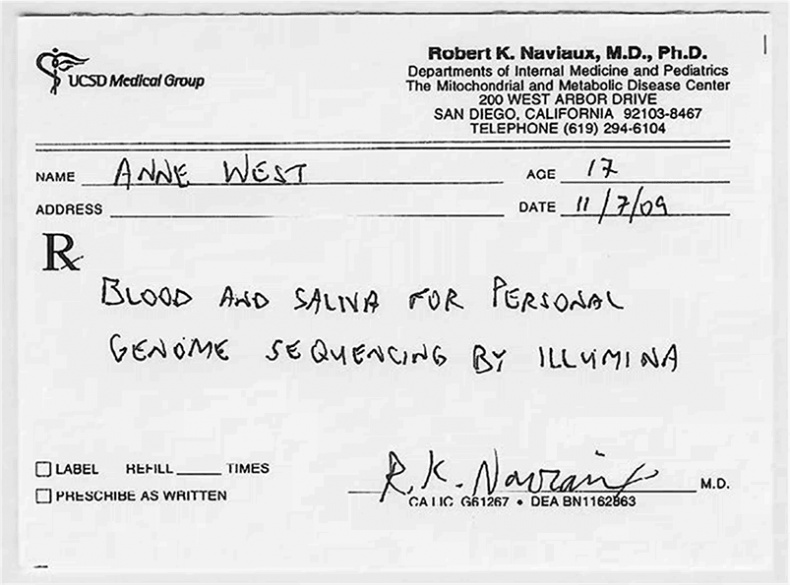 UCSD Medical Group
Robert K. Naviaux, M.D., Ph.D.
Departments of Internal Medicine and Pediatrics
The Mitochondrial and Metabolic Disease Center
200 WEST ARBOR DRIVE
SAN DIEGO, CALIFORNIA 92103-8467
TELEPHONE (619) 294-6104
NAME ANNE WEST AGE 17
ADDRESS DATE 11/7/09
Rx
BLOOD AND SALIVA FOR PERSONAL
GENOME SEQUENCING BY ILLUMINA
LABEL REFILL TIMES
PRESCRIBE AS WRITTEN
R.K. Naviaux M.D.
CA LIC G61267 • DEA BN1162863